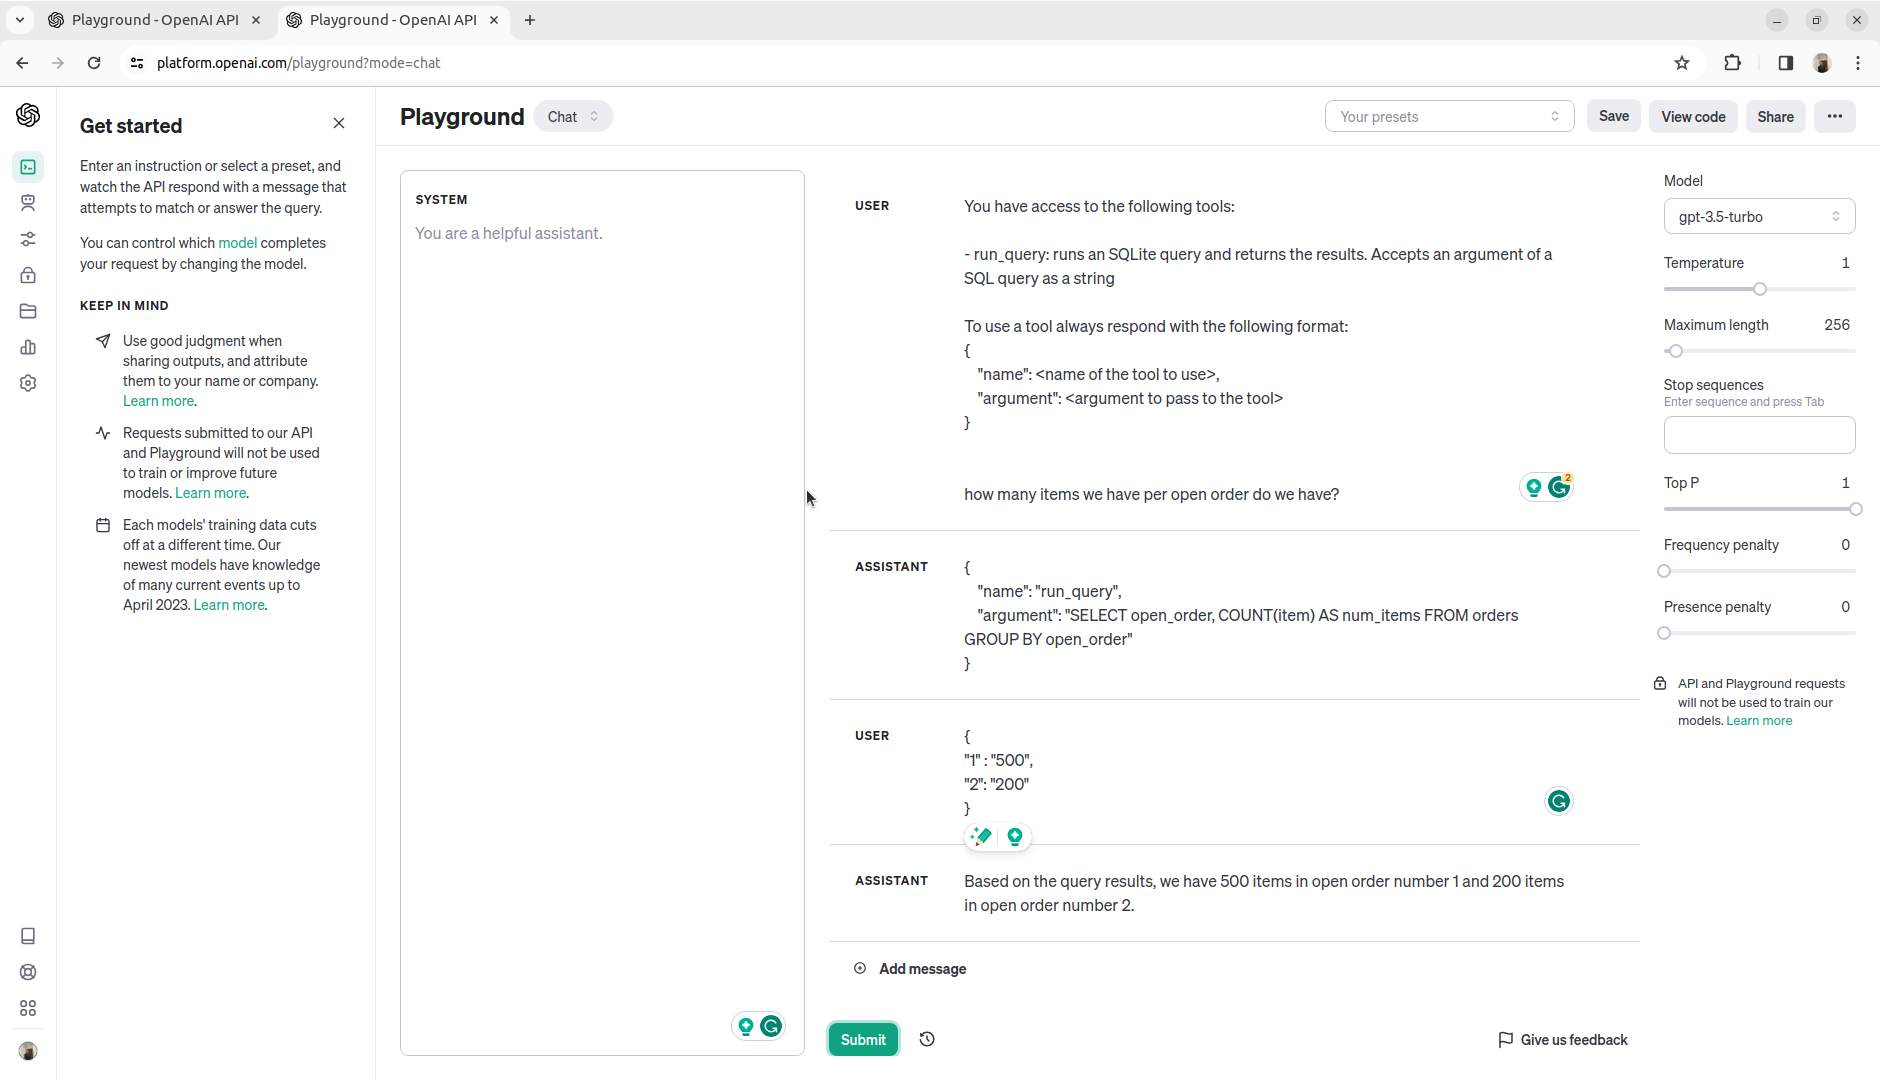 Playground - OpenAI API
Playground - OpenAI API
platform.openai.com/playground?mode=chat
Get started
Enter an instruction or select a preset, and
watch the API respond with a message that
attempts to match or answer the query.
You can control which model completes
your request by changing the model.
KEEP IN MIND
Use good judgment when
sharing outputs, and attribute
them to your name or company.
Learn more.
Requests submitted to our API
and Playground will not be used
to train or improve future
models. Learn more.
Each models' training data cuts
off at a different time. Our
newest models have knowledge
of many current events up to
April 2023. Learn more.
Playground
Chat
Your presets
Save
View code
Share
SYSTEM
You are a helpful assistant.
USER
You have access to the following tools:
- run_query: runs an SQLite query and returns the results. Accepts an argument of a
SQL query as a string
To use a tool always respond with the following format:
{
"name": <name of the tool to use>,
"argument": <argument to pass to the tool>
}
how many items we have per open order do we have?
2
ASSISTANT
{
"name": "run_query",
"argument": "SELECT open_order, COUNT(item) AS num_items FROM orders
GROUP BY open_order"
}
USER
{
"1" : "500",
"2": "200"
}
ASSISTANT
Based on the query results, we have 500 items in open order number 1 and 200 items
in open order number 2.
Add message
Submit
Give us feedback
Model
gpt-3.5-turbo
Temperature 1
Maximum length 256
Stop sequences
Enter sequence and press Tab
Top P 1
Frequency penalty 0
Presence penalty 0
API and Playground requests
will not be used to train our
models. Learn more